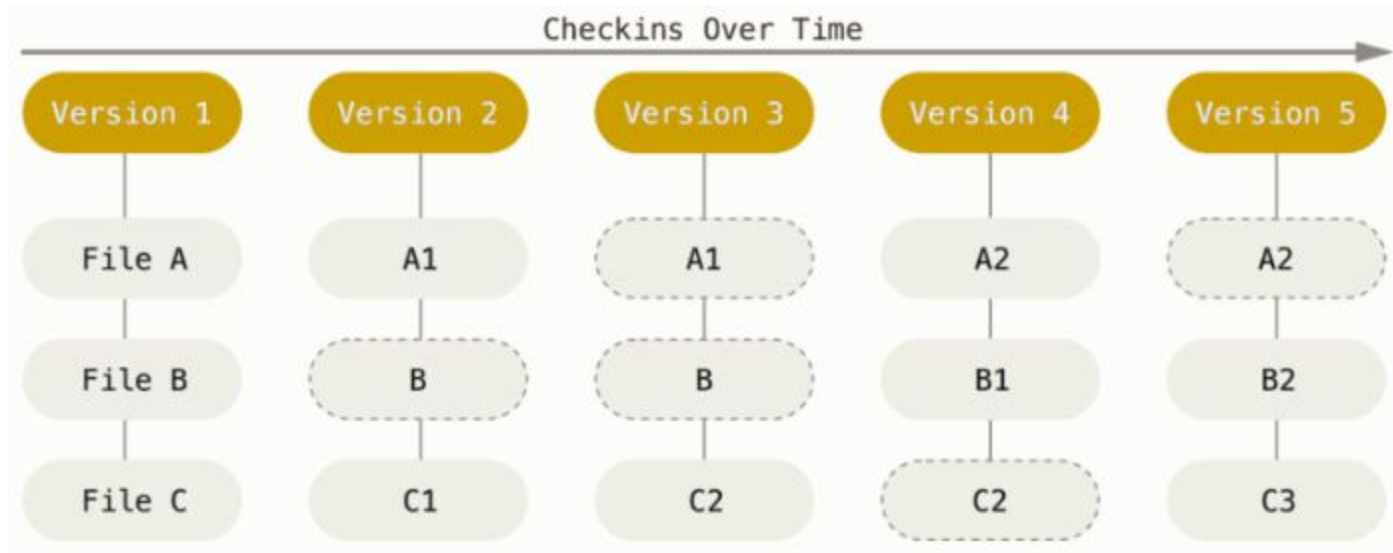 Checkins Over Time
Version 1 Version 2 Version 3 Version 4 Version 5
File A A1 A1 A2 A2
File B B B B1 B2
File C C1 C2 C2 C3